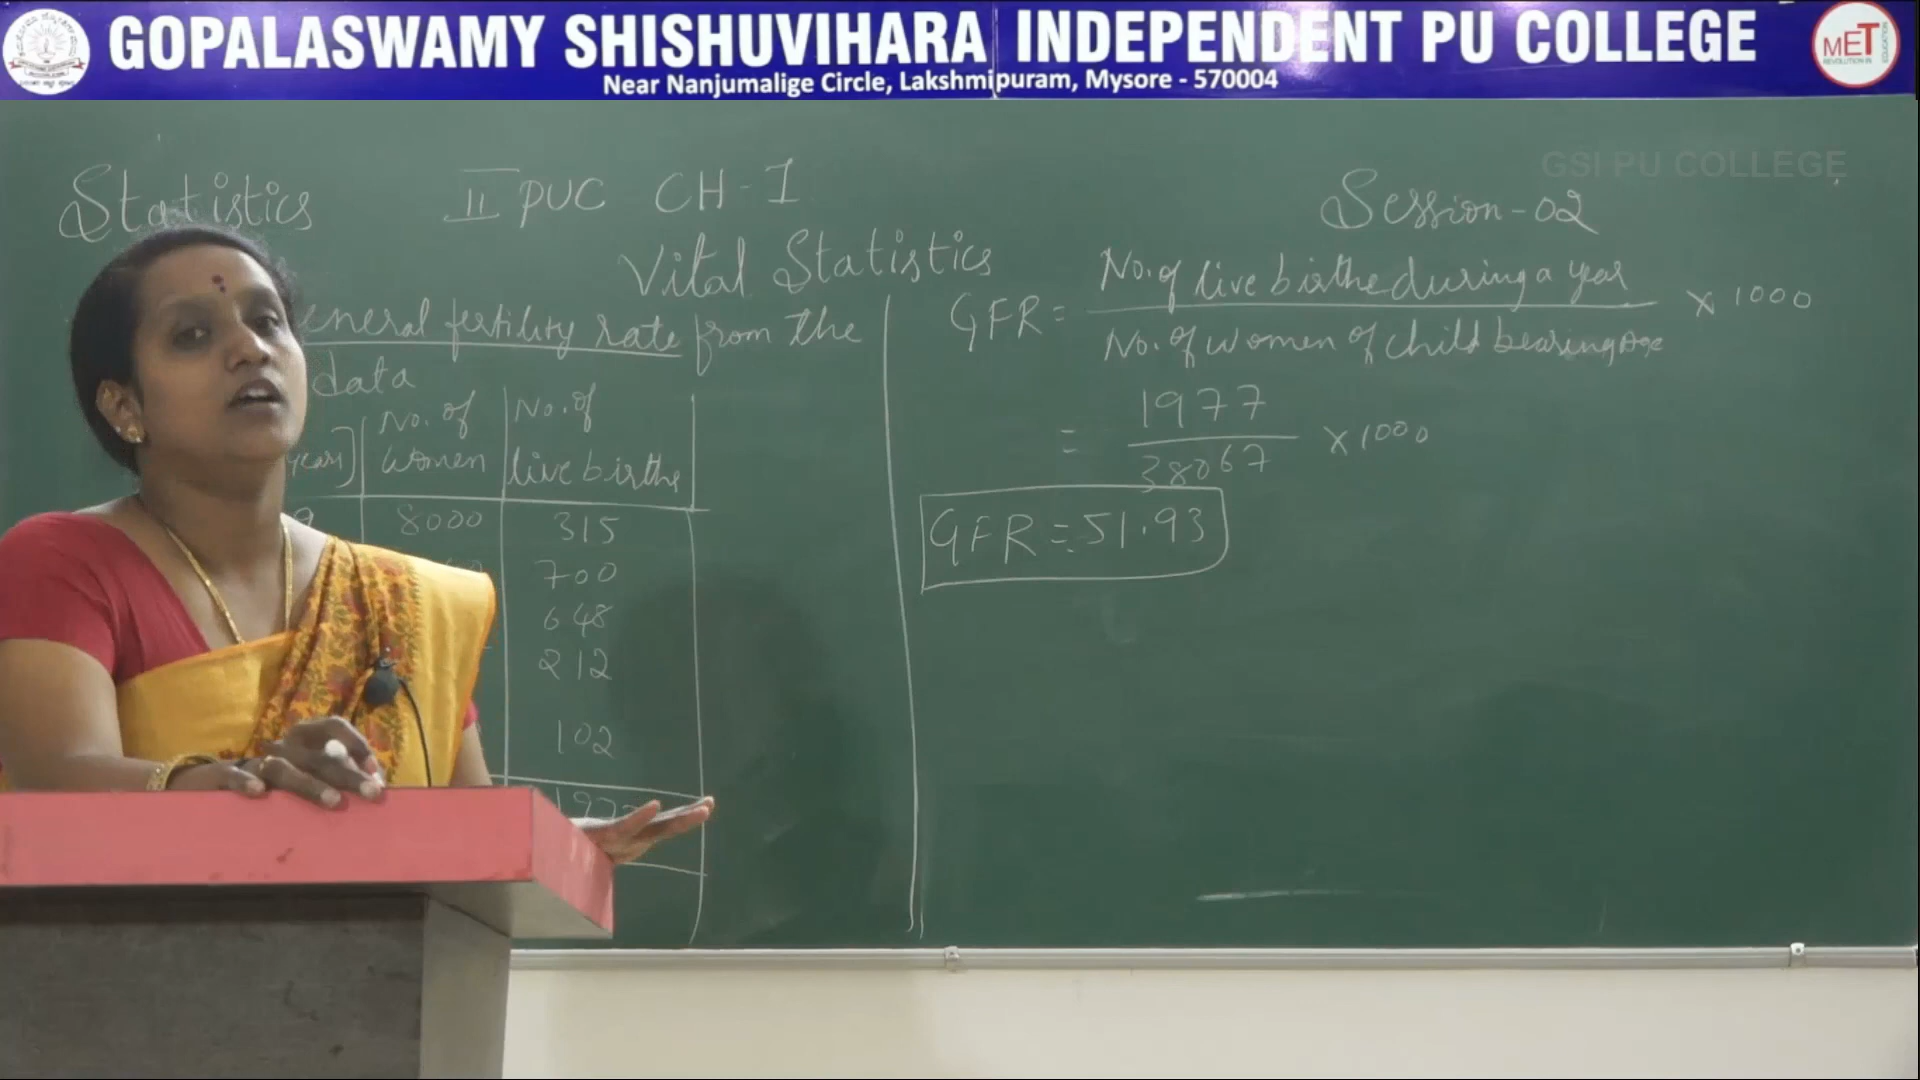 GOPALASWAMY SHISHUVIHARA INDEPENDENT PU COLLEGE
Near Nanjumalige Circle, Lakshmipuram, Mysore - 570004
MET
GSI PU COLLEGE
Statistics II PUC CH-1 Session-02
Vital Statistics
eneral fertility rate from the
data
years] No. of women No. of live births
8000 315
700
648
212
102
197
GFR = No. of live births during a year / No. of women of child bearing Age × 1000
= 1977 / 38067 × 1000
GFR = 51.93